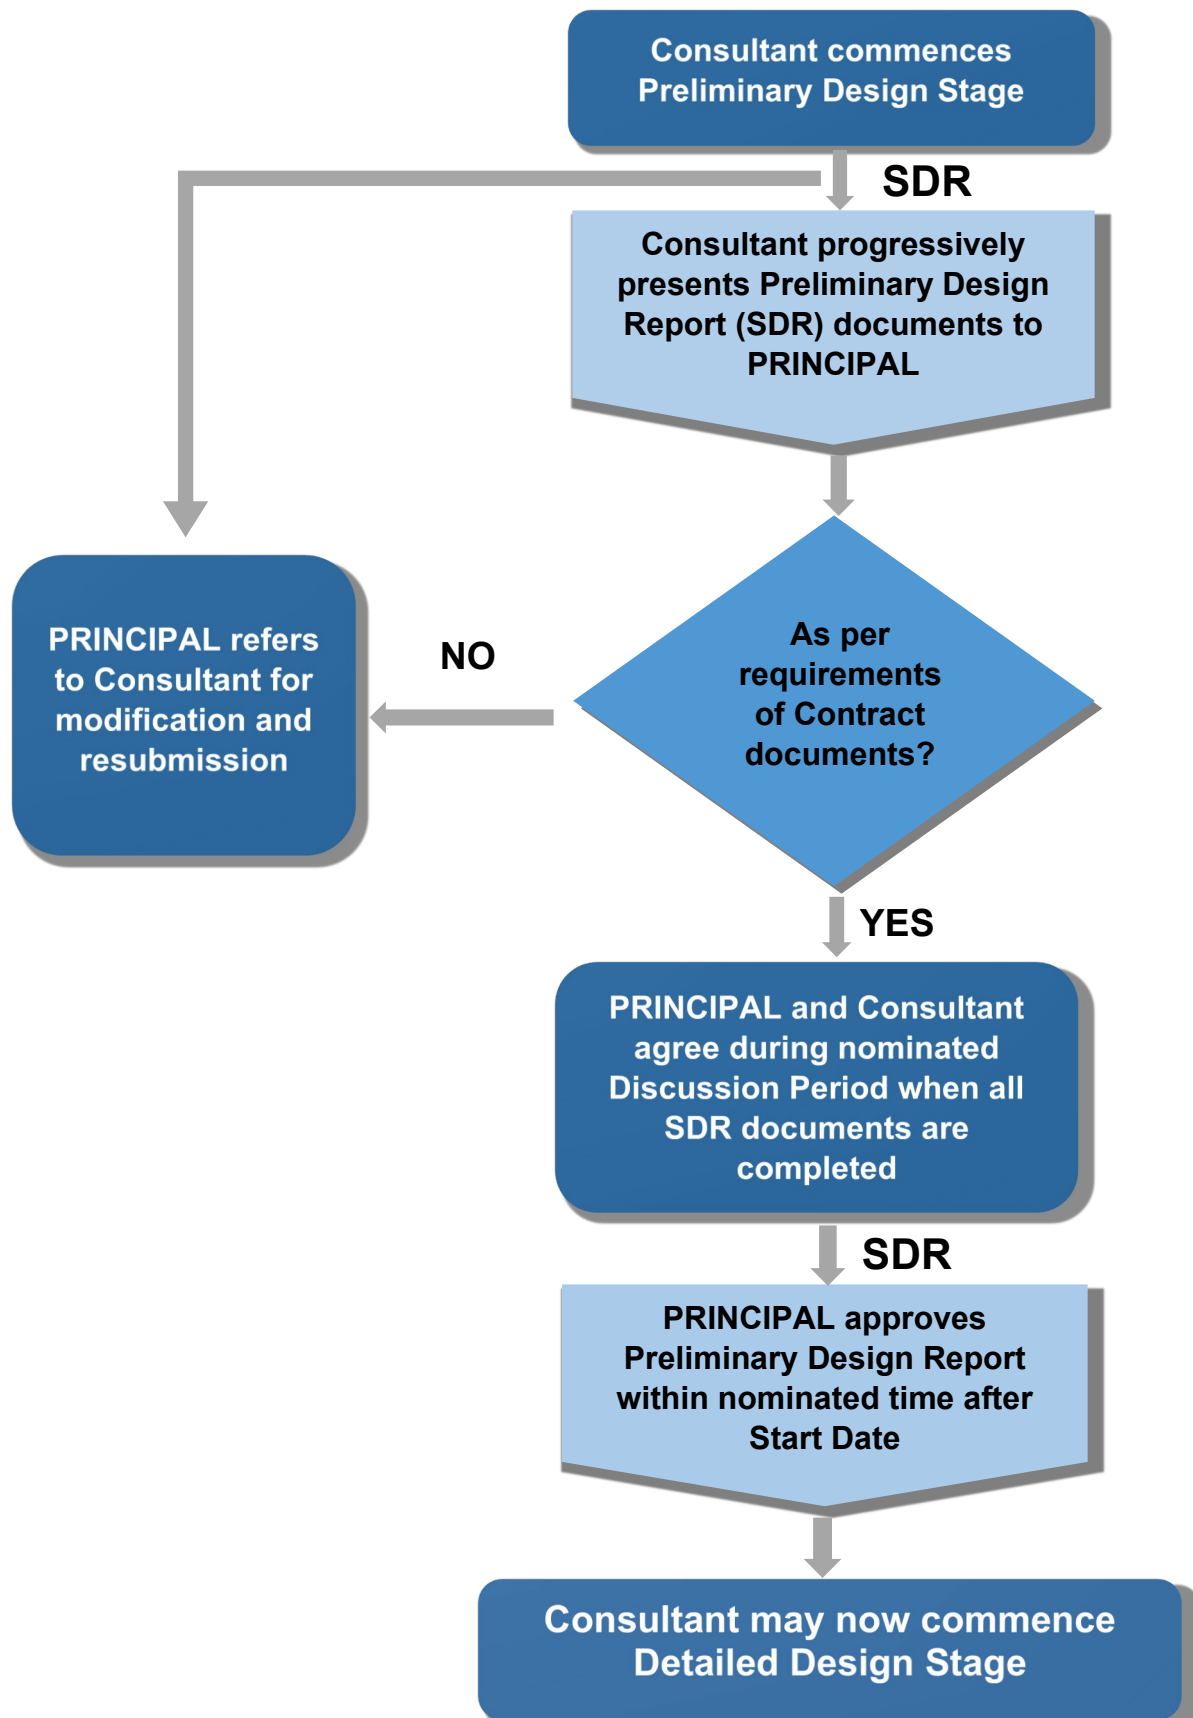 Consultant commences
Preliminary Design Stage
SDR
Consultant progressively
presents Preliminary Design
Report (SDR) documents to
PRINCIPAL
As per
requirements
of Contract
documents?
NO
PRINCIPAL refers
to Consultant for
modification and
resubmission
YES
PRINCIPAL and Consultant
agree during nominated
Discussion Period when all
SDR documents are
completed
SDR
PRINCIPAL approves
Preliminary Design Report
within nominated time after
Start Date
Consultant may now commence
Detailed Design Stage